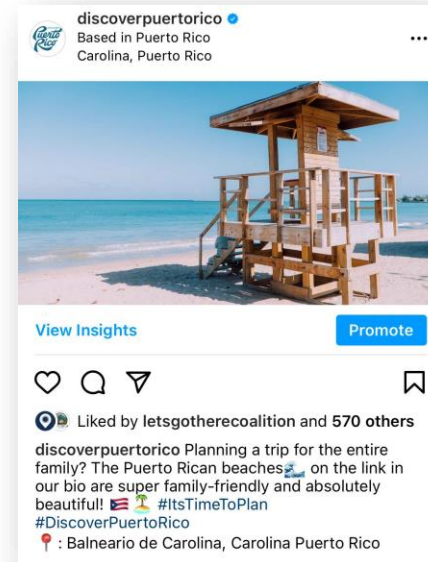 Puerto
Rico
discoverpuertorico
Based in Puerto Rico
Carolina, Puerto Rico
View Insights
Promote
Liked by letsgotherecoalition and 570 others
discoverpuertorico Planning a trip for the entire
family? The Puerto Rican beaches🌊 on the link in
our bio are super family-friendly and absolutely
beautiful! 🇵🇷 🏝️ #ItsTimeToPlan
#DiscoverPuertoRico
📍 : Balneario de Carolina, Carolina Puerto Rico